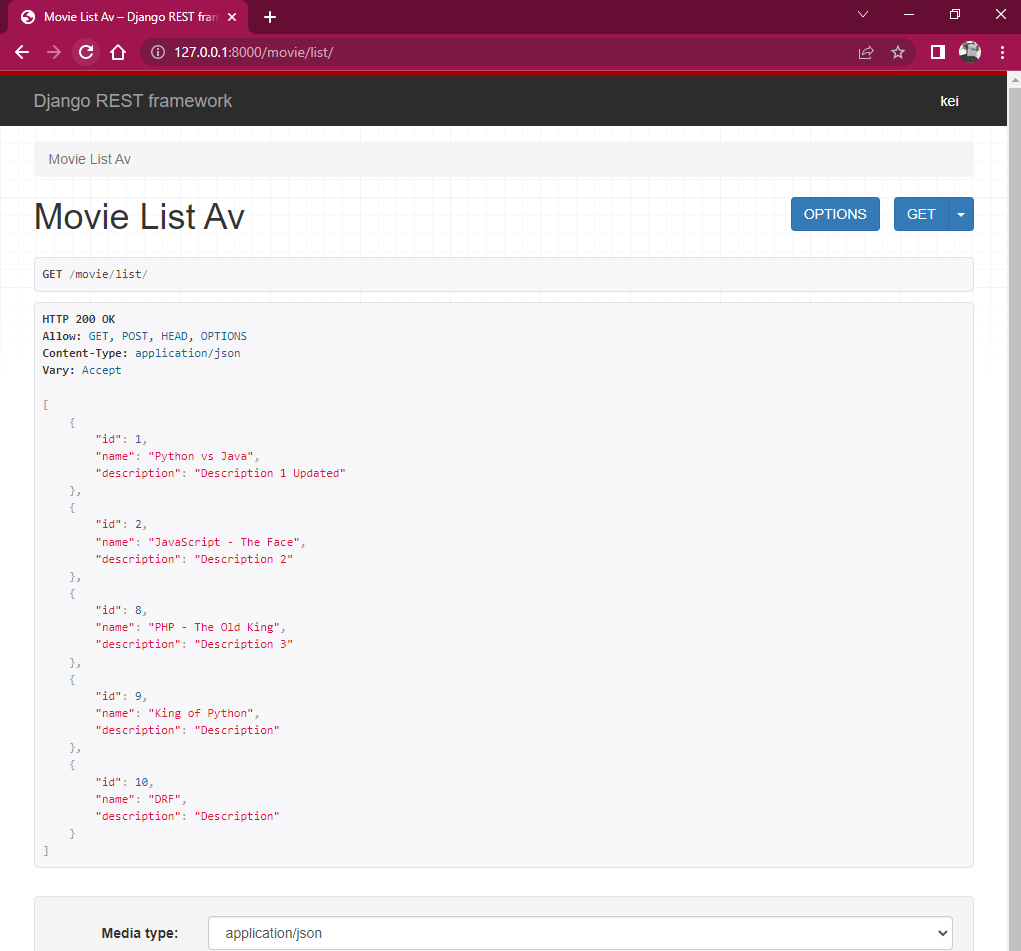 Movie List Av – Django REST fram
127.0.0.1:8000/movie/list/
Django REST framework
kei
Movie List Av
Movie List Av
OPTIONS
GET
GET /movie/list/
HTTP 200 OK
Allow: GET, POST, HEAD, OPTIONS
Content-Type: application/json
Vary: Accept
[
    {
        "id": 1,
        "name": "Python vs Java",
        "description": "Description 1 Updated"
    },
    {
        "id": 2,
        "name": "JavaScript - The Face",
        "description": "Description 2"
    },
    {
        "id": 8,
        "name": "PHP - The Old King",
        "description": "Description 3"
    },
    {
        "id": 9,
        "name": "King of Python",
        "description": "Description"
    },
    {
        "id": 10,
        "name": "DRF",
        "description": "Description"
    }
]
Media type:
application/json